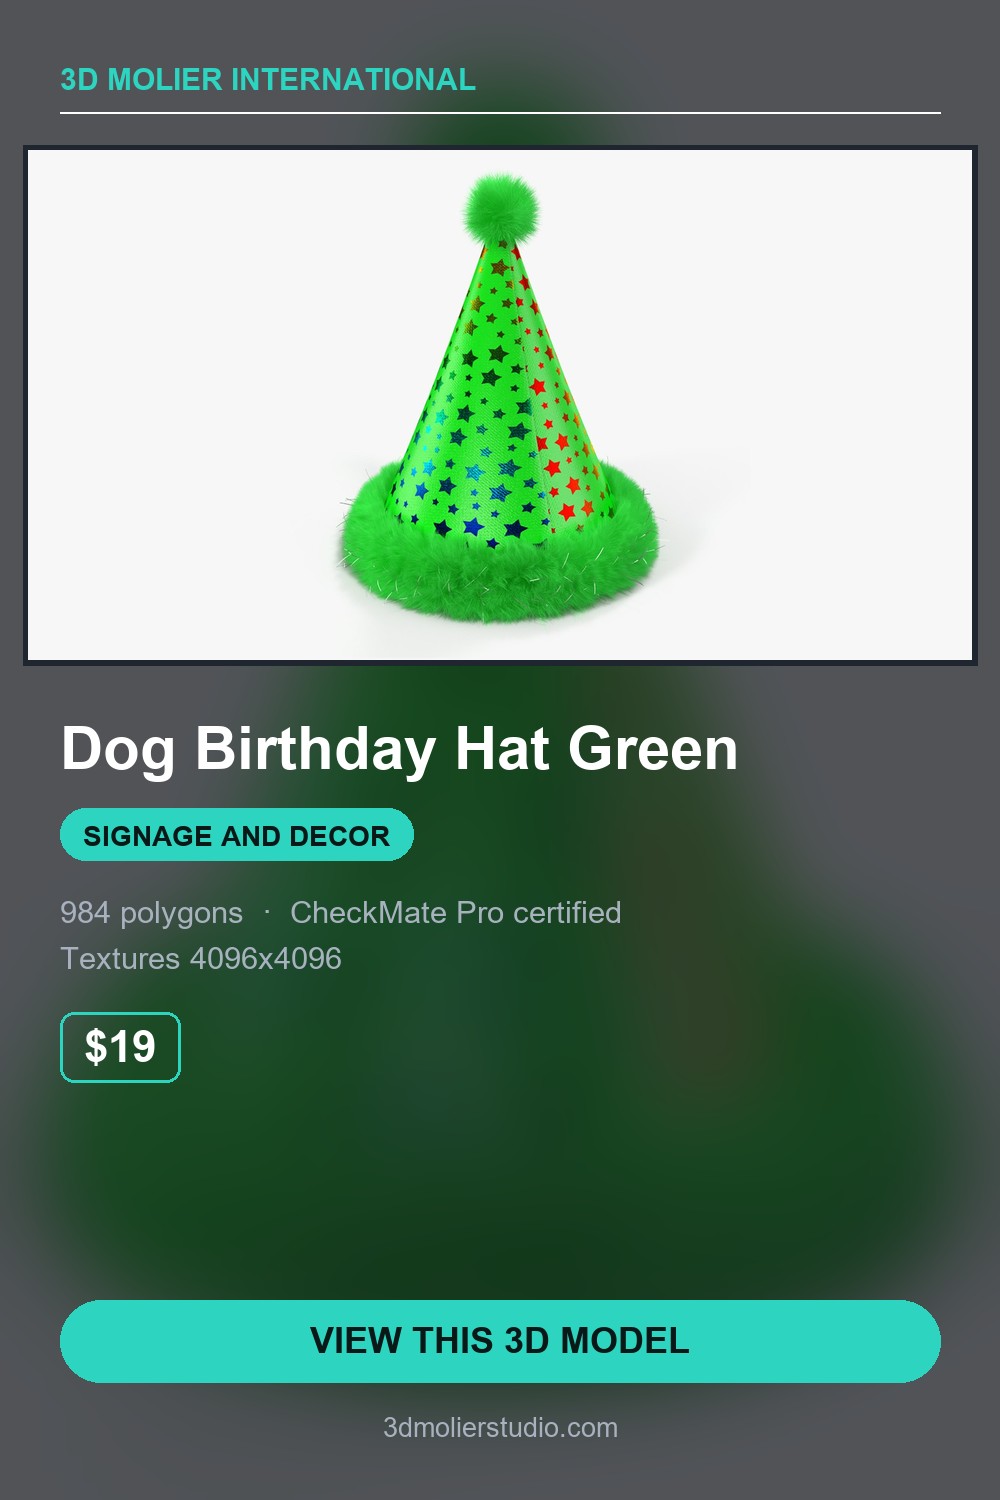 3D MOLIER INTERNATIONAL
Dog Birthday Hat Green
SIGNAGE AND DECOR
984 polygons · CheckMate Pro certified
Textures 4096x4096
$19
VIEW THIS 3D MODEL
3dmolierstudio.com